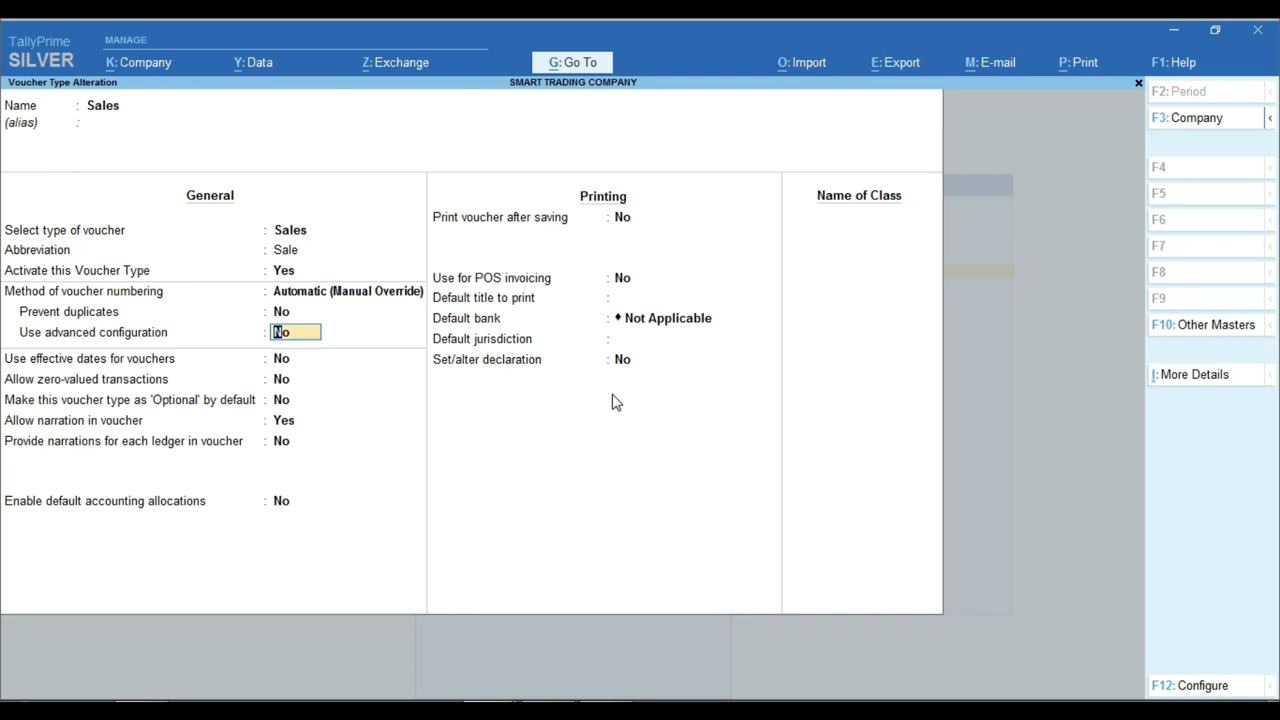 TallyPrime
SILVER
MANAGE
K: Company
Y: Data
Z: Exchange
G: Go To
O: Import
E: Export
M: E-mail
P: Print
F1: Help
Voucher Type Alteration
SMART TRADING COMPANY
Name : Sales
(alias) :
General
Select type of voucher : Sales
Abbreviation : Sale
Activate this Voucher Type : Yes
Method of voucher numbering : Automatic (Manual Override)
Prevent duplicates : No
Use advanced configuration : No
Use effective dates for vouchers : No
Allow zero-valued transactions : No
Make this voucher type as 'Optional' by default : No
Allow narration in voucher : Yes
Provide narrations for each ledger in voucher : No
Enable default accounting allocations : No
Printing
Print voucher after saving : No
Use for POS invoicing : No
Default title to print :
Default bank : ♦ Not Applicable
Default jurisdiction :
Set/alter declaration : No
Name of Class
F2: Period
F3: Company
F4
F5
F6
F7
F8
F9
F10: Other Masters
I: More Details
F12: Configure